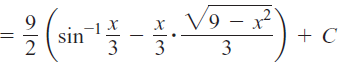 = 9/2 (sin⁻¹ x/3 − x/3 · √(9 − x²)/3) + C